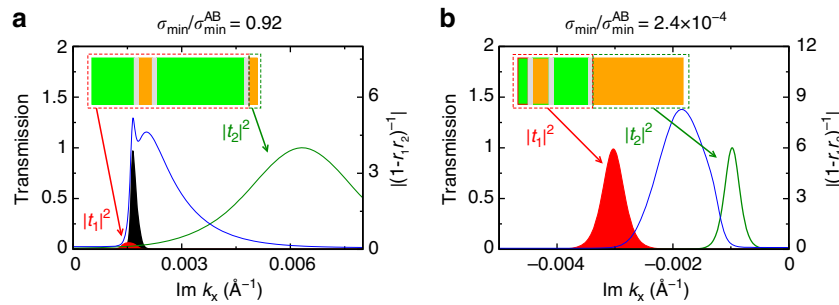 a
σmin/σ^AB_min = 0.92
Transmission
2
1.5
1
0.5
0
|t1|²
|t2|²
6
3
0
|(1-r1r2)⁻¹|
0
0.003
0.006
Im kx (Å⁻¹)
b
σmin/σ^AB_min = 2.4×10⁻⁴
Transmission
2
1.5
1
0.5
0
|t1|²
|t2|²
12
9
6
3
0
|(1-r1r2)⁻¹|
−0.004
−0.002
0
Im kx (Å⁻¹)